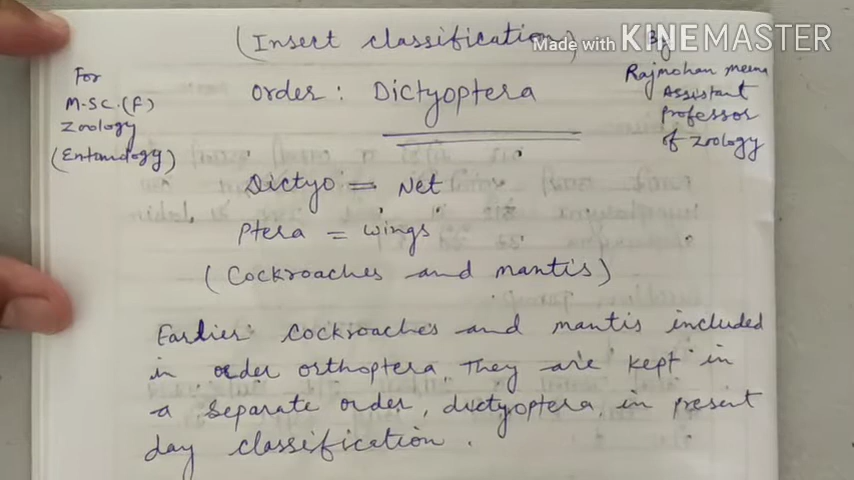 (Insect classification)
Made with KINEMASTER
By
Rajmohan meena
Assistant
Professor
of Zoology
For
M.SC.(F)
Zoology
(Entomology)
Order: Dictyoptera
Dictyo = Net
Ptera = wings
(Cockroaches and mantis)
Earlier cockroaches and mantis included
in order orthoptera. They are kept in
a separate order, dictyoptera in present
day classification.